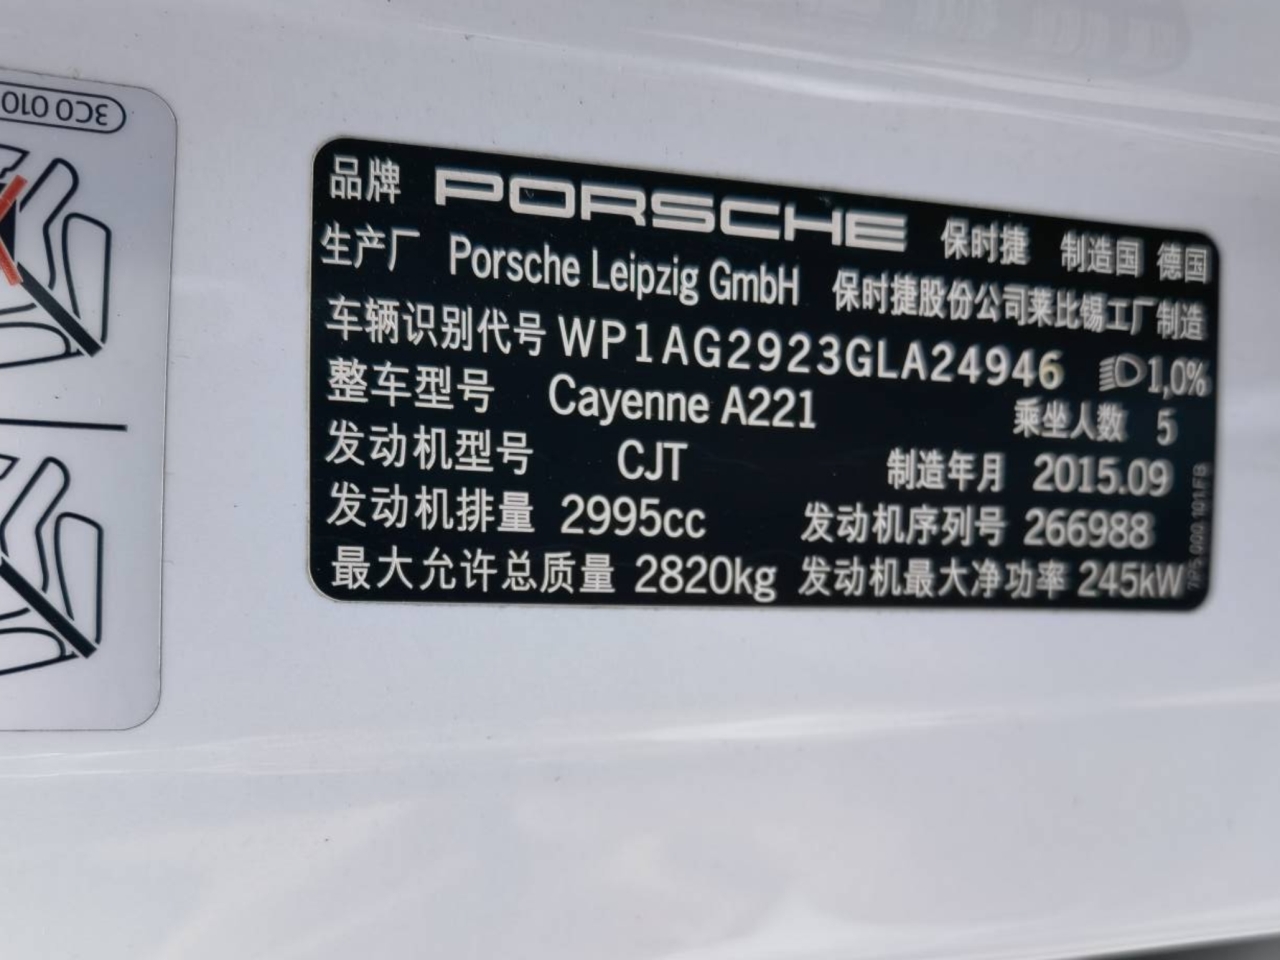 3C0 010
品牌 PORSCHE 保时捷 制造国 德国
生产厂 Porsche Leipzig GmbH 保时捷股份公司莱比锡工厂制造
车辆识别代号 WP1AG2923GLA24946 1,0%
整车型号 Cayenne A221 乘坐人数 5
发动机型号 CJT 制造年月 2015.09
发动机排量 2995cc 发动机序列号 266988
最大允许总质量 2820kg 发动机最大净功率 245kW